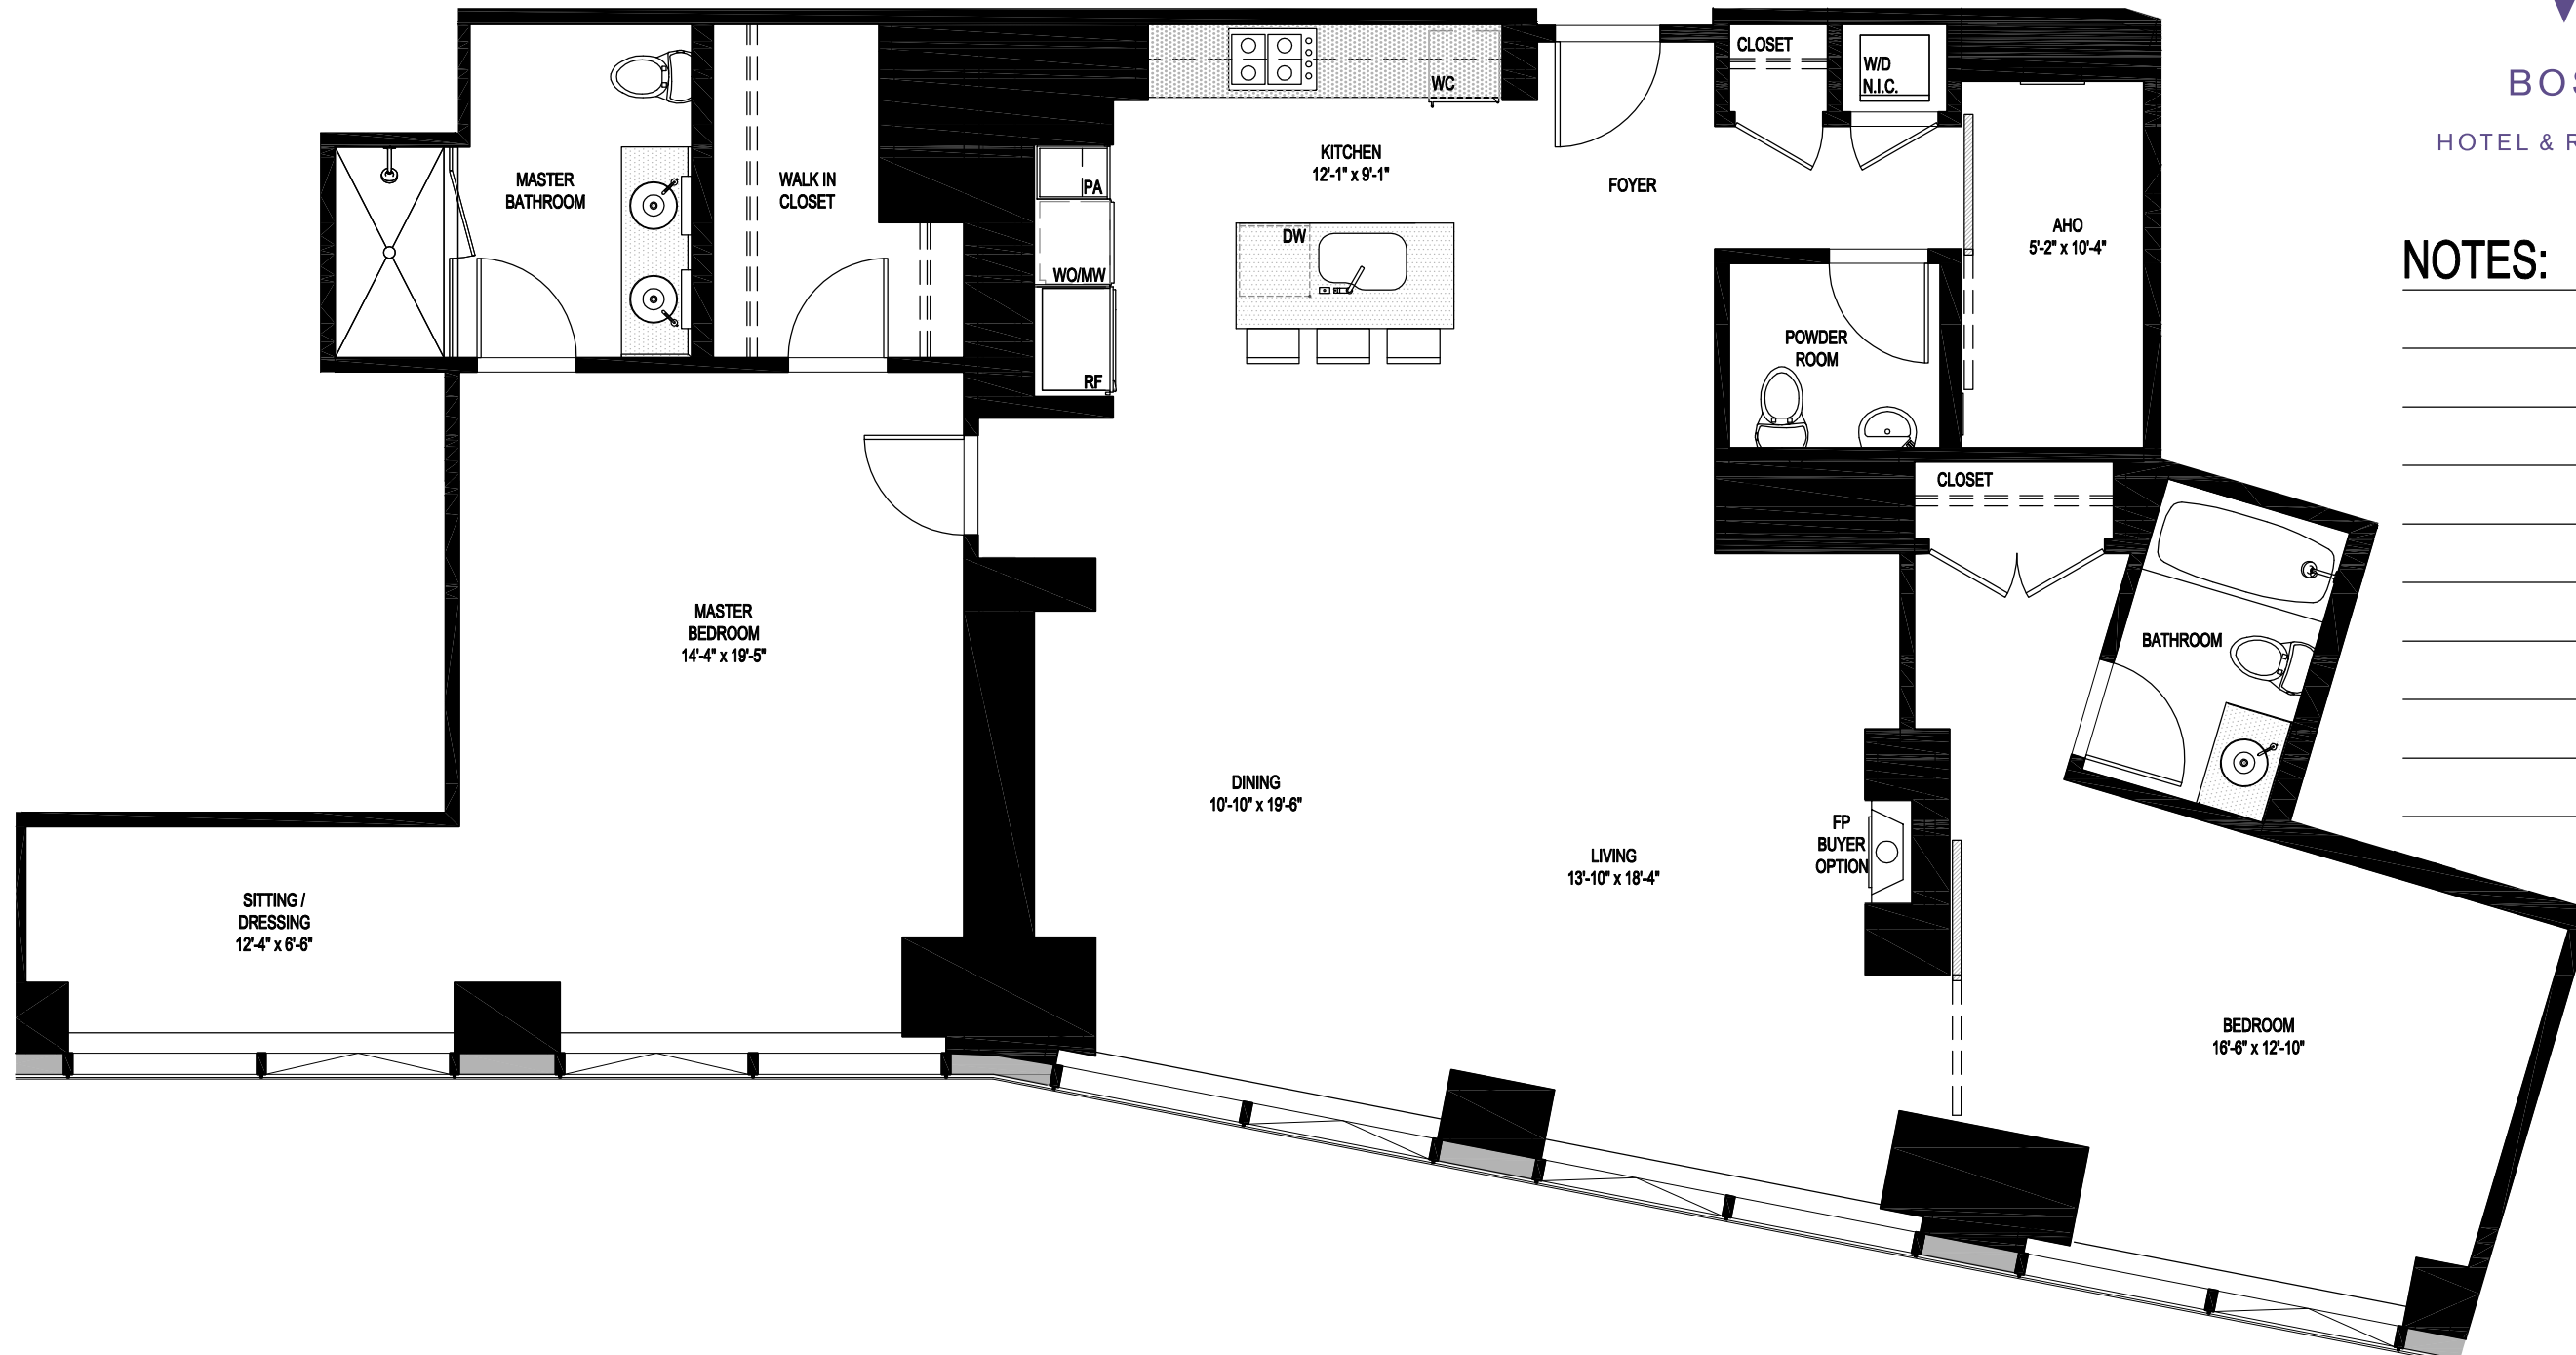 BOS
HOTEL & R
NOTES:
CLOSET
W/D
N.I.C.
WC
KITCHEN
12'-1" x 9'-1"
FOYER
MASTER
BATHROOM
WALK IN
CLOSET
PA
WO/MW
RF
DW
AHO
5'-2" x 10'-4"
POWDER
ROOM
CLOSET
MASTER
BEDROOM
14'-4" x 19'-5"
BATHROOM
DINING
10'-10" x 19'-6"
LIVING
13'-10" x 18'-4"
FP
BUYER
OPTION
SITTING /
DRESSING
12'-4" x 6'-6"
BEDROOM
16'-6" x 12'-10"